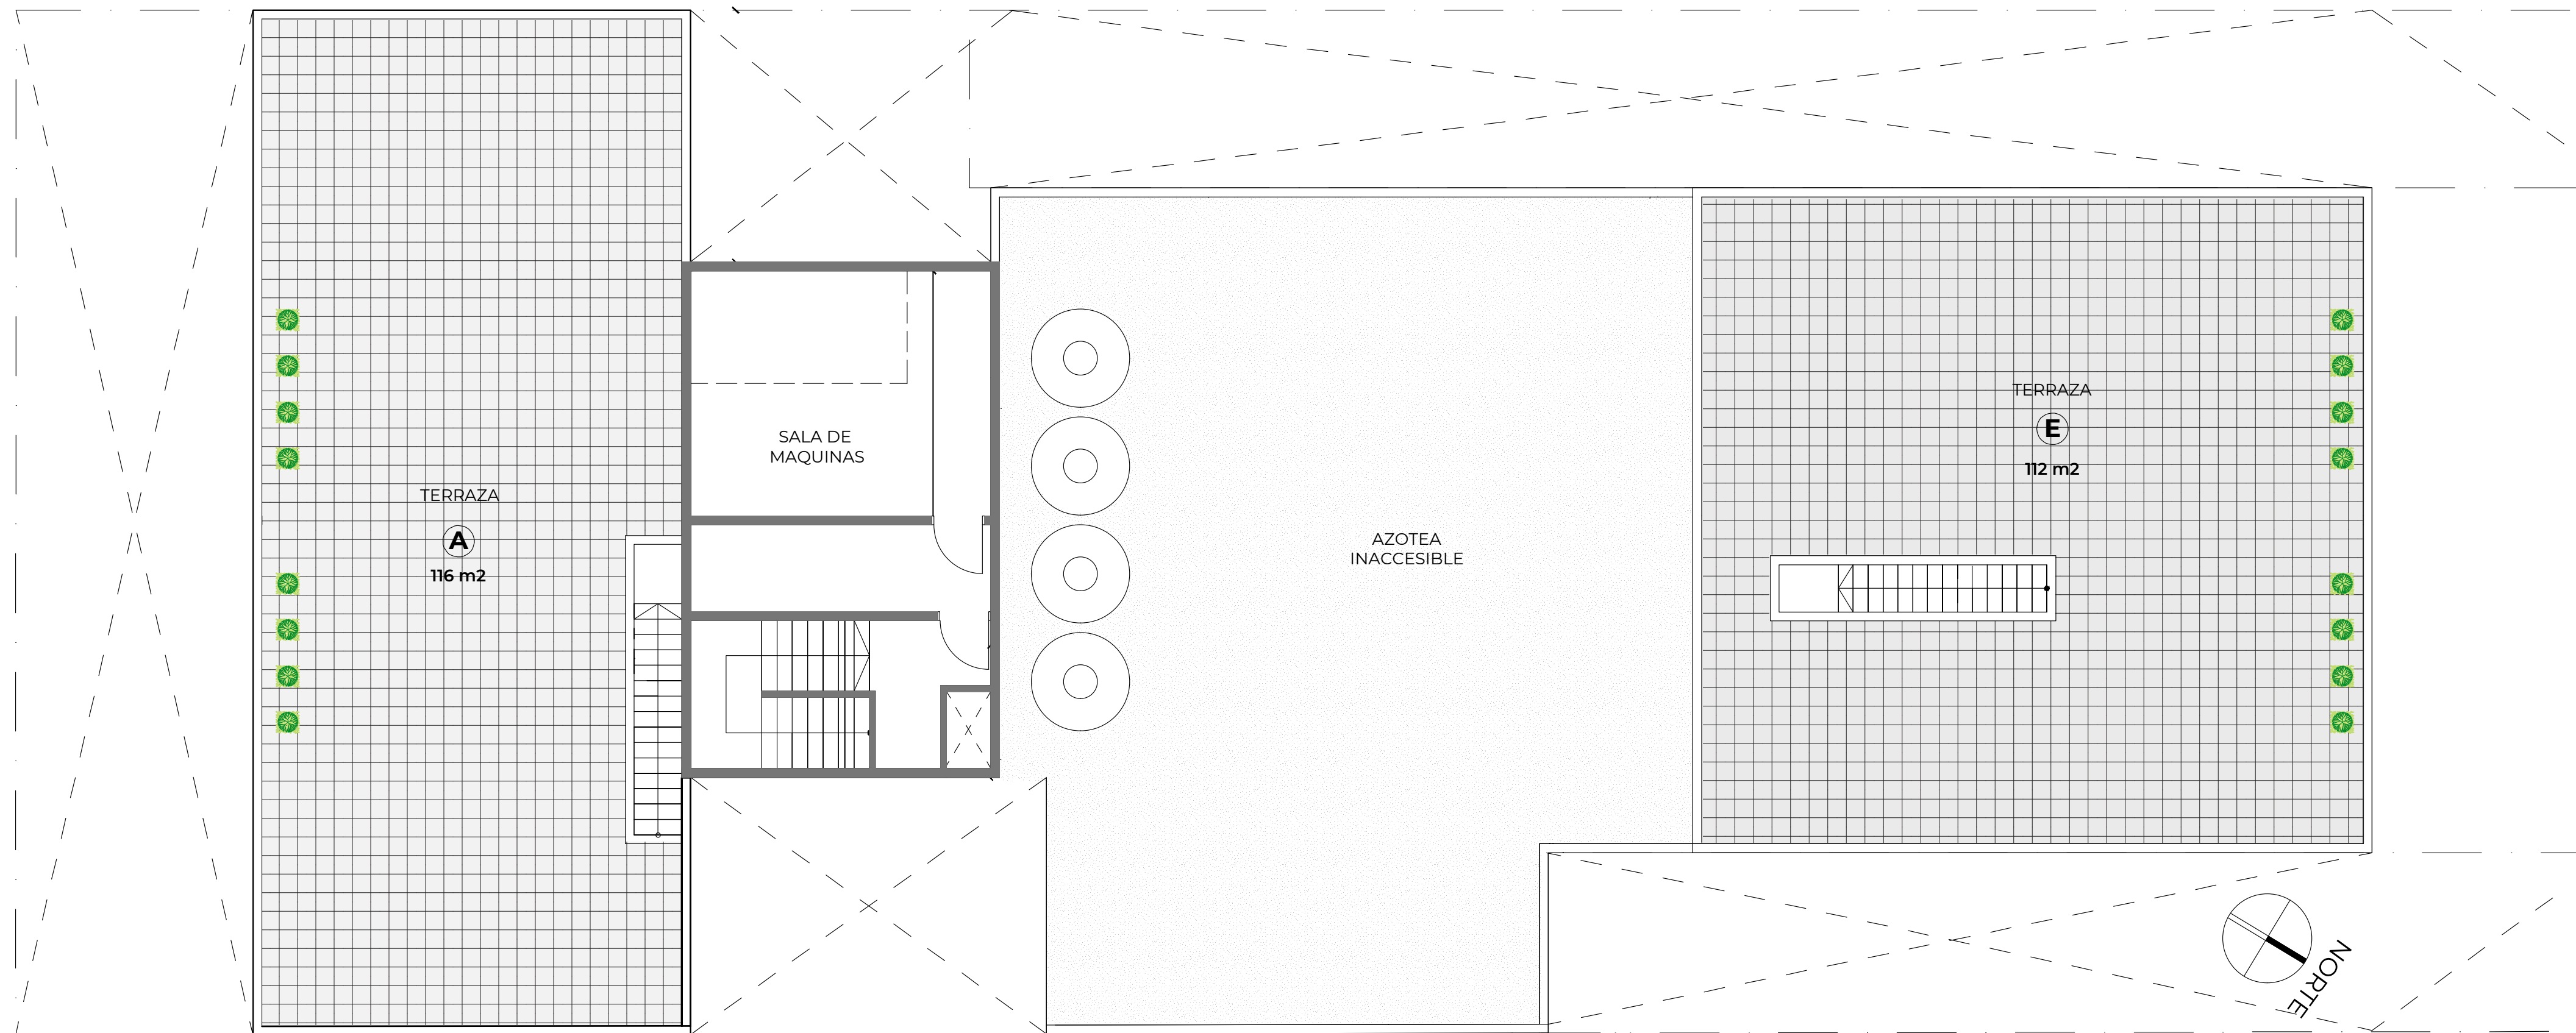 TERRAZA
A
116 m2
SALA DE
MAQUINAS
AZOTEA
INACCESIBLE
TERRAZA
E
112 m2
NORTE